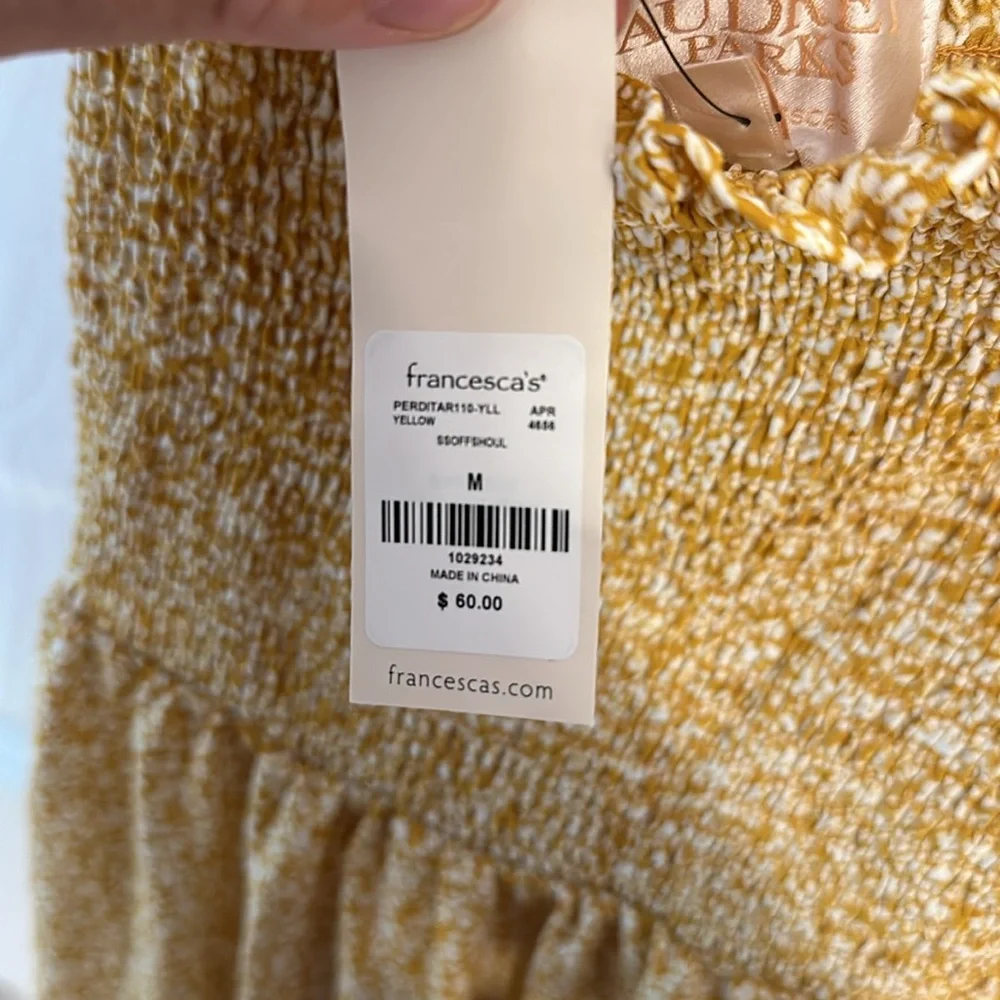 AUDREY
PARKS
francesca's®
PERDITAR110-YLL APR
YELLOW 4656
SSOFFSHOUL
M
1029234
MADE IN CHINA
$ 60.00
francescas.com